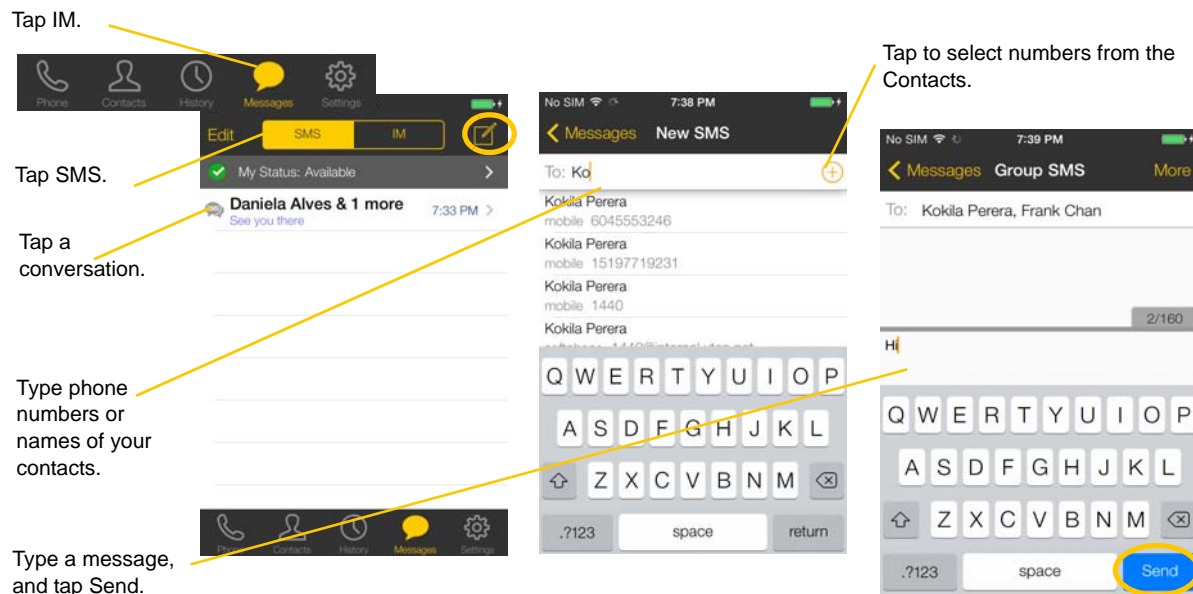 Tap IM.
Phone Contacts History Messages Settings
Edit SMS IM
My Status: Available
Tap SMS.
Daniela Alves & 1 more 7:33 PM
See you there
Tap a
conversation.
Type phone
numbers or
names of your
contacts.
Phone Contacts History Messages Settings
Type a message,
and tap Send.
No SIM 7:38 PM
Messages New SMS
To: Ko
Kokila Perera
mobile 6045553246
Kokila Perera
mobile 15197719231
Kokila Perera
mobile 1440
Kokila Perera
Q W E R T Y U I O P
A S D F G H J K L
Z X C V B N M
.?123 space return
Tap to select numbers from the
Contacts.
No SIM 7:39 PM
Messages Group SMS More
To: Kokila Perera, Frank Chan
2/160
Hi
Q W E R T Y U I O P
A S D F G H J K L
Z X C V B N M
.?123 space Send